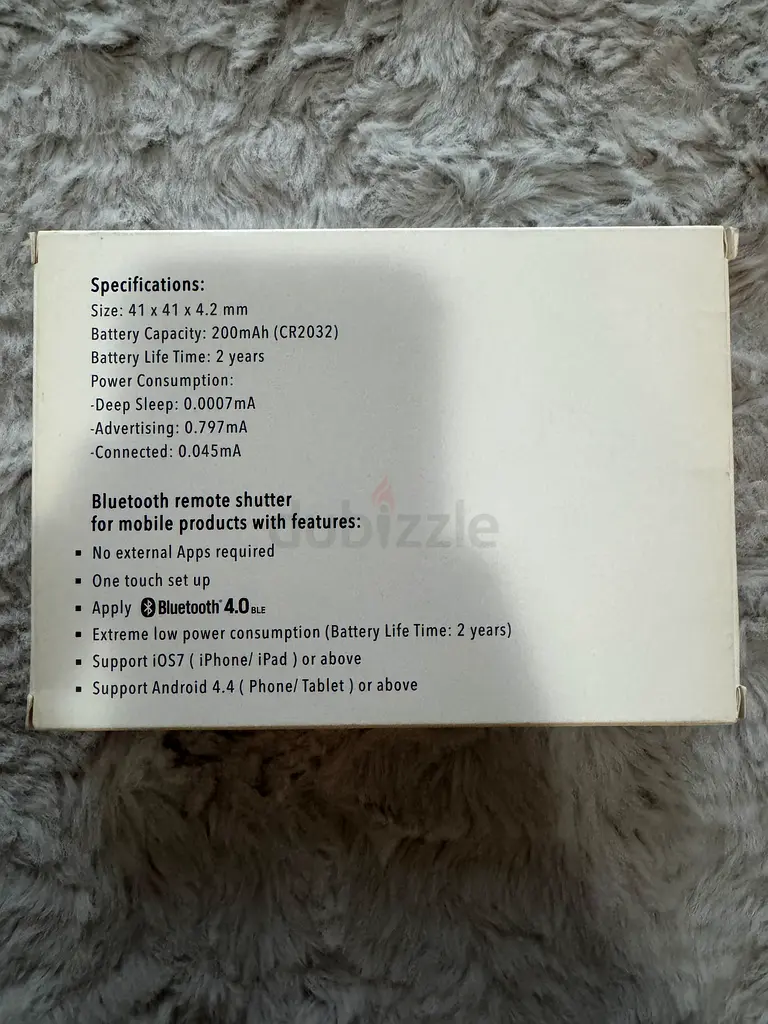 Specifications:
Size: 41 x 41 x 4.2 mm
Battery Capacity: 200mAh (CR2032)
Battery Life Time: 2 years
Power Consumption:
-Deep Sleep: 0.0007mA
-Advertising: 0.797mA
-Connected: 0.045mA
Bluetooth remote shutter
for mobile products with features:
dubizzle
▪ No external Apps required
▪ One touch set up
▪ Apply Bluetooth® 4.0 BLE
▪ Extreme low power consumption (Battery Life Time: 2 years)
▪ Support iOS7 ( iPhone/ iPad ) or above
▪ Support Android 4.4 ( Phone/ Tablet ) or above